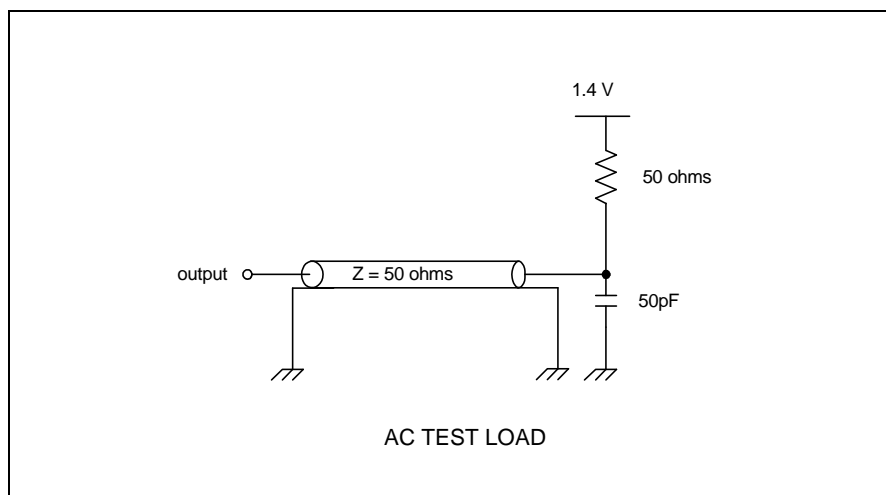 1.4 V
50 ohms
output
Z = 50 ohms
50pF
AC TEST LOAD